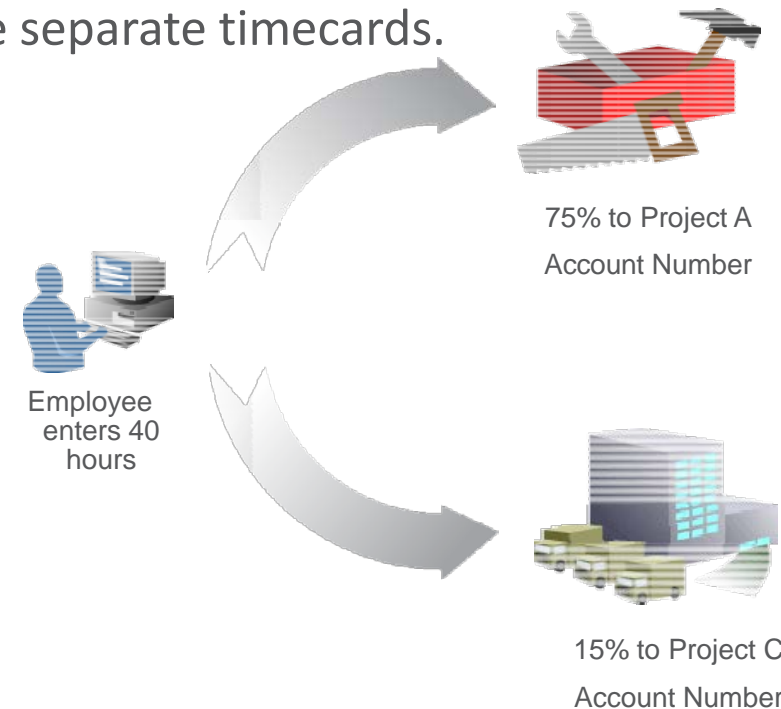 e separate timecards.
75% to Project A
Account Number
Employee
enters 40
hours
15% to Project C
Account Number